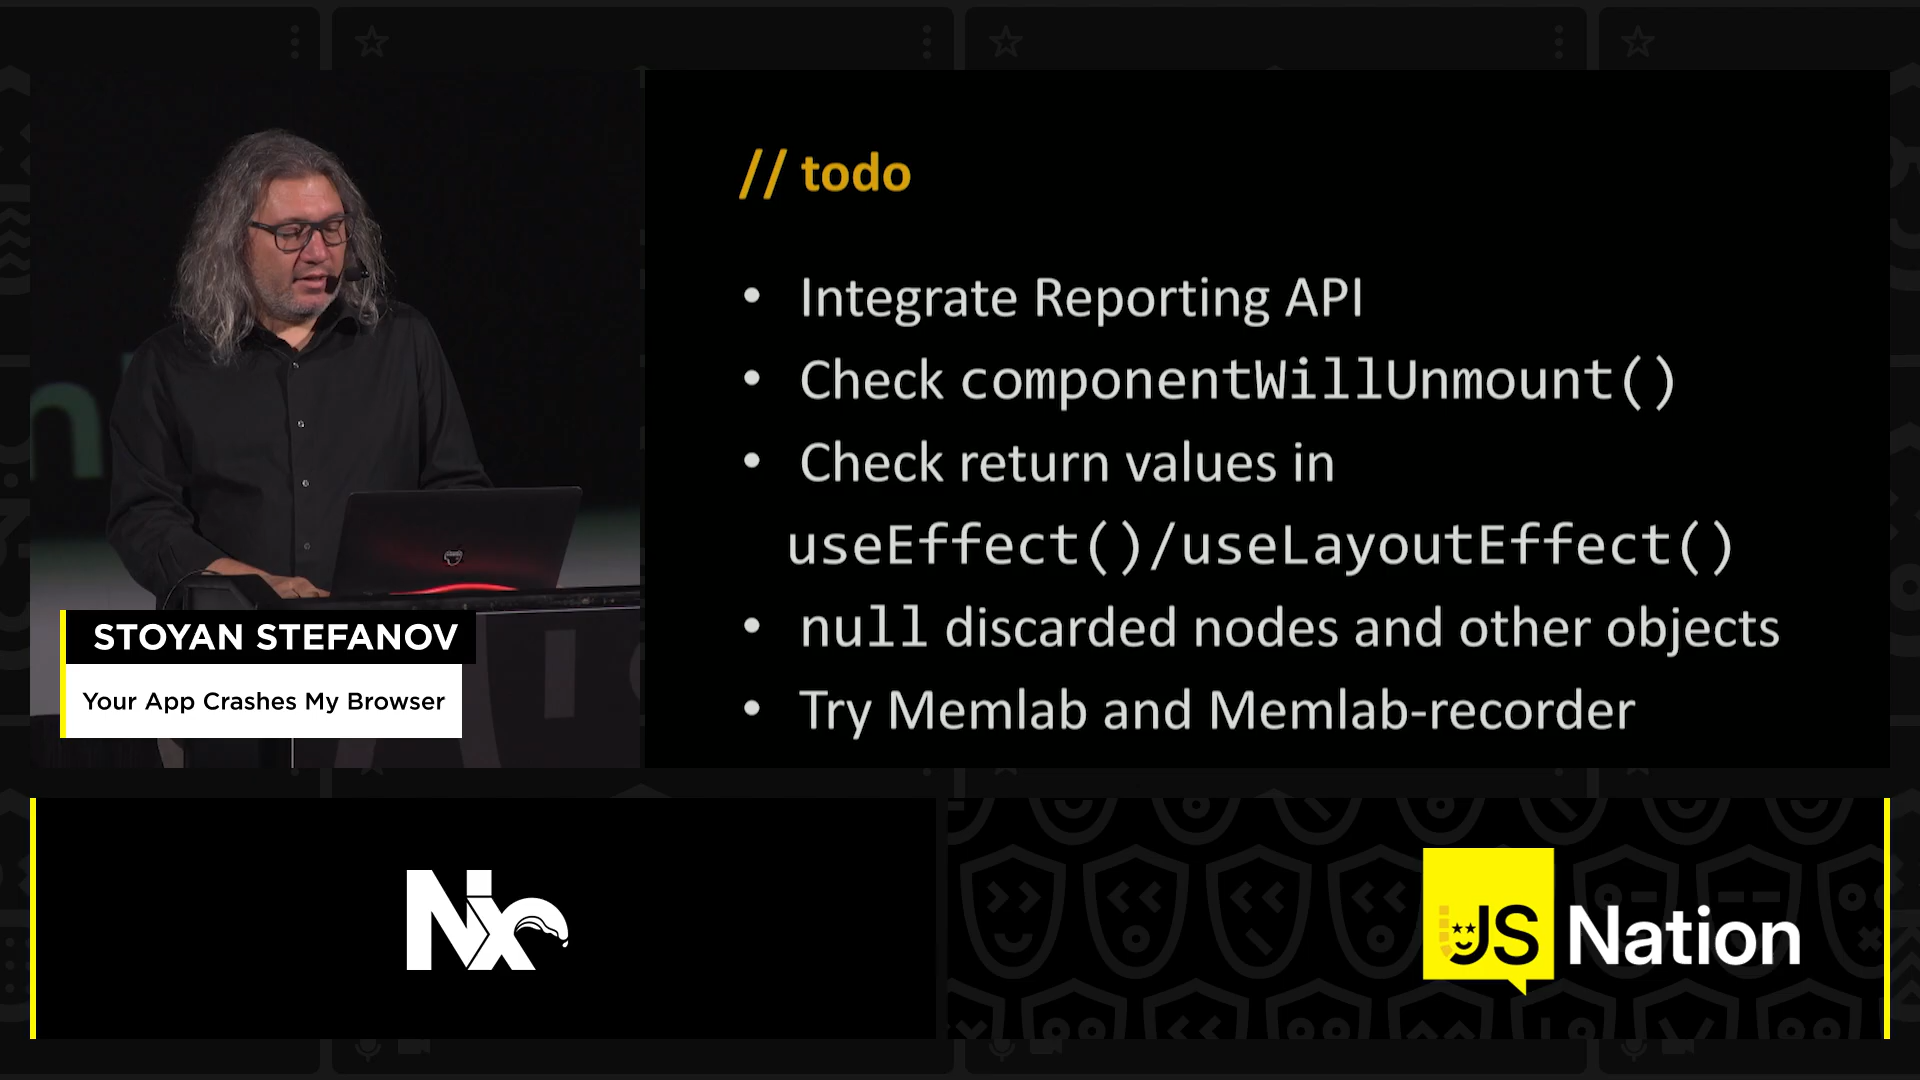 // todo
• Integrate Reporting API
• Check componentWillUnmount()
• Check return values in
useEffect()/useLayoutEffect()
• null discarded nodes and other objects
• Try Memlab and Memlab-recorder
STOYAN STEFANOV
Your App Crashes My Browser
Nx
JS Nation